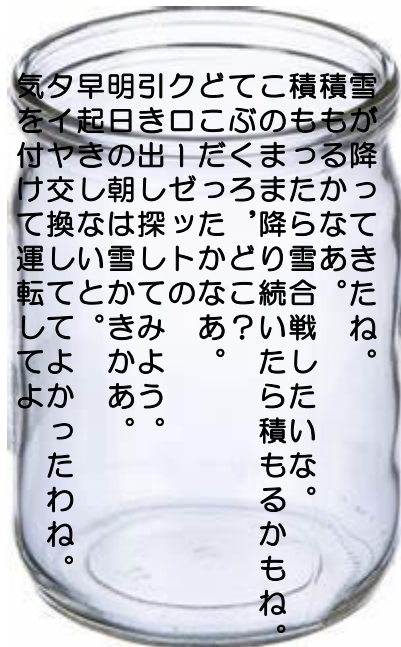 雪が降ってきたね。
積もるかなあ。
積もったら雪合戦したいな。
このまま降り続いたら積もるかもね。
てぶくろ，どこ？
どこだったかなあ。
クローゼットの
引き出し探してみよう。
明日の朝は雪かきかあ。
早起きしないと。
タイヤ交換しててよかったわね。
気を付けて運転してよ